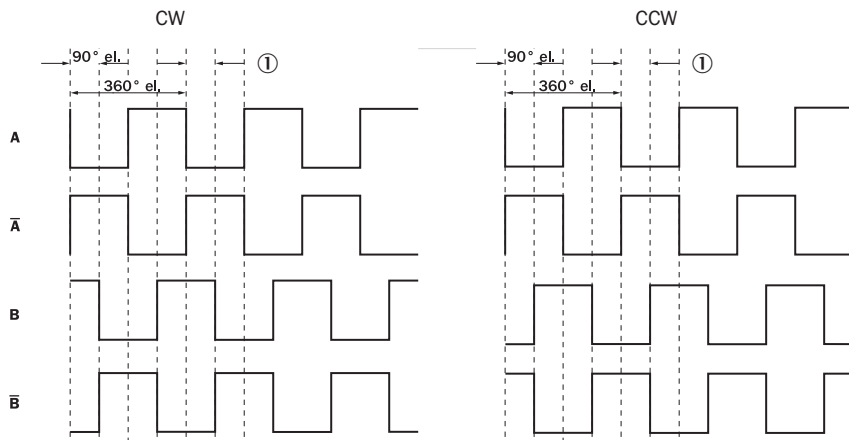 CW CCW
90° el. ① 90° el. ①
360° el. 360° el.
A
A̅
B
B̅